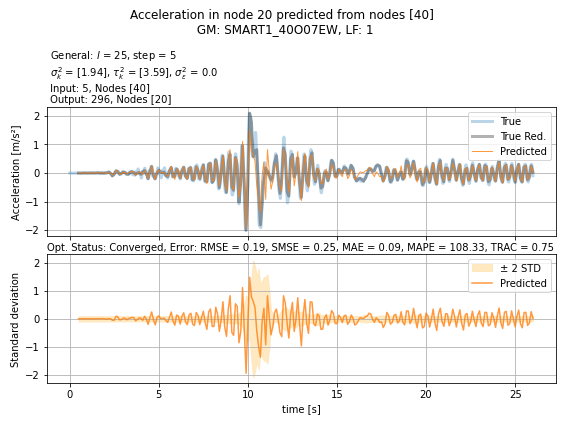 Acceleration in node 20 predicted from nodes [40]
GM: SMART1_40O07EW, LF: 1
General: l = 25, step = 5
σ²ₖ = [1.94], τ²ₖ = [3.59], σ²ε = 0.0
Input: 5, Nodes [40]
Output: 296, Nodes [20]
Acceleration [m/s²]
2
1
0
−1
−2
True
True Red.
Predicted
Opt. Status: Converged, Error: RMSE = 0.19, SMSE = 0.25, MAE = 0.09, MAPE = 108.33, TRAC = 0.75
Standard deviation
2
1
0
−1
−2
± 2 STD
Predicted
0 5 10 15 20 25
time [s]